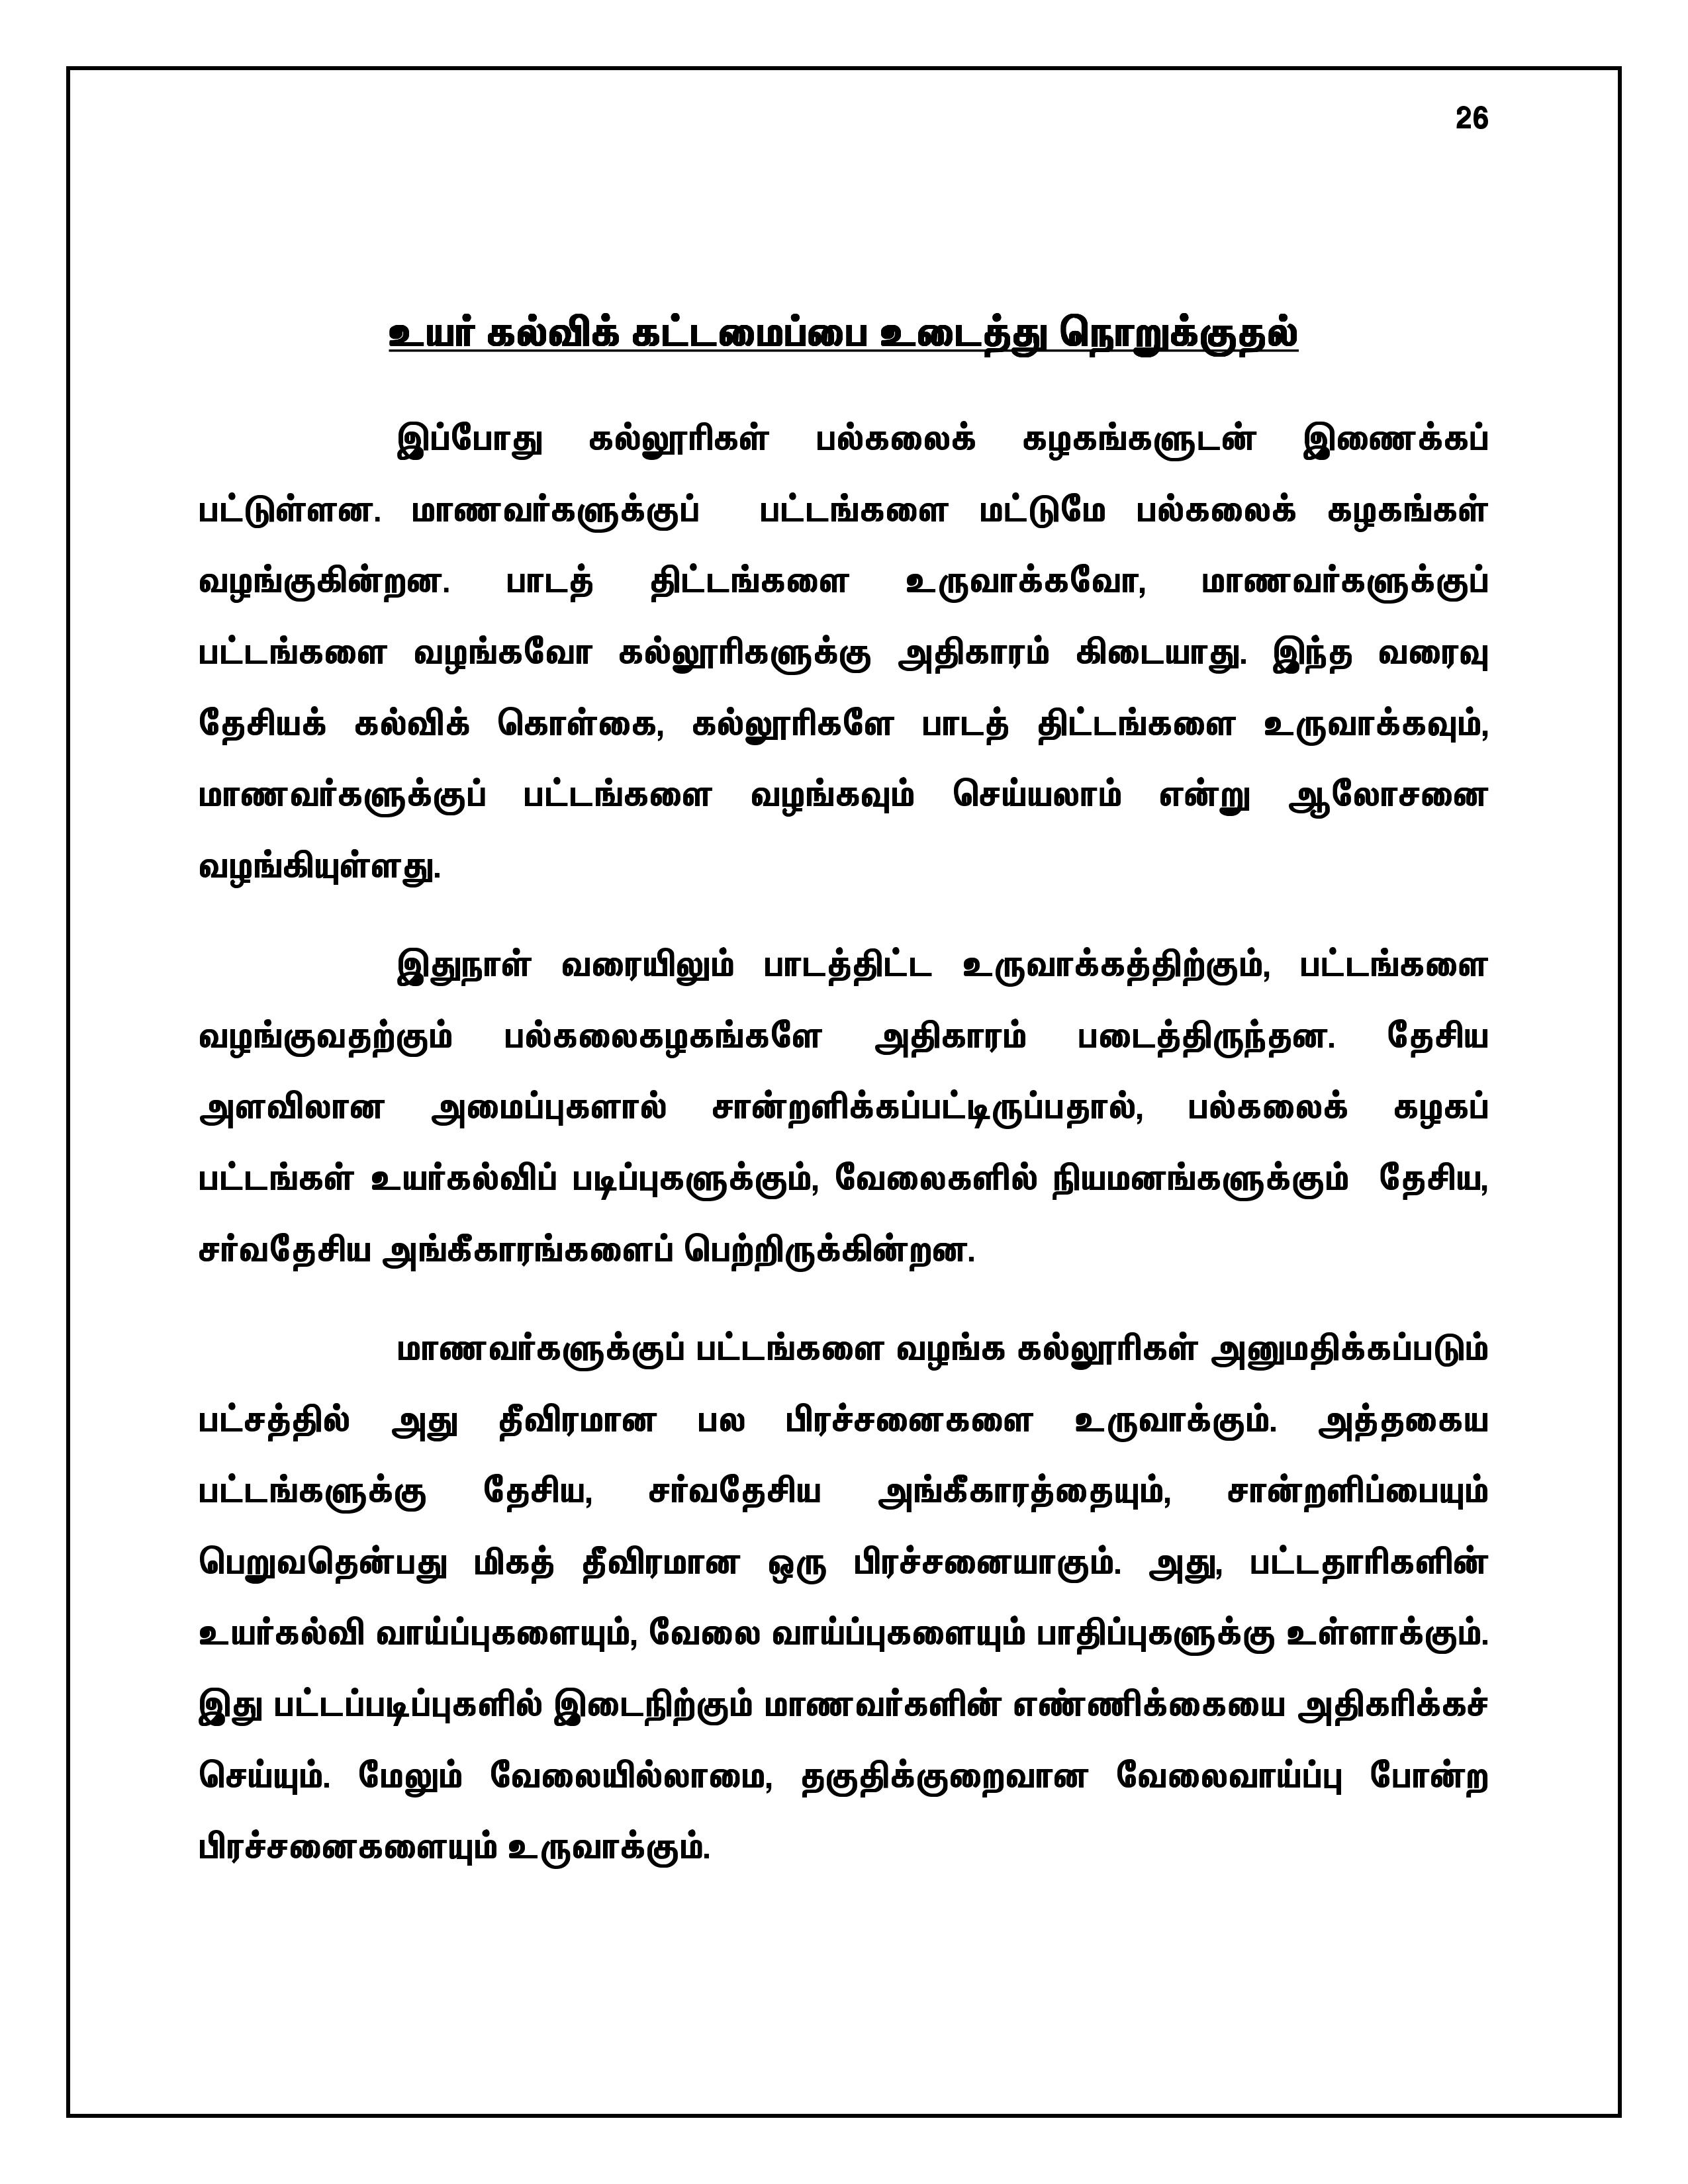 26
உயர் கல்விக் கட்டமைப்பை உடைத்து நொறுக்குதல்
இப்போது கல்லூரிகள் பல்கலைக் கழகங்களுடன் இணைக்கப்
பட்டுள்ளன. மாணவர்களுக்குப் பட்டங்களை மட்டுமே பல்கலைக் கழகங்கள்
வழங்குகின்றன. பாடத் திட்டங்களை உருவாக்கவோ, மாணவர்களுக்குப்
பட்டங்களை வழங்கவோ கல்லூரிகளுக்கு அதிகாரம் கிடையாது. இந்த வரைவு
தேசியக் கல்விக் கொள்கை, கல்லூரிகளே பாடத் திட்டங்களை உருவாக்கவும்,
மாணவர்களுக்குப் பட்டங்களை வழங்கவும் செய்யலாம் என்று ஆலோசனை
வழங்கியுள்ளது.
இதுநாள் வரையிலும் பாடத்திட்ட உருவாக்கத்திற்கும், பட்டங்களை
வழங்குவதற்கும் பல்கலைகழகங்களே அதிகாரம் படைத்திருந்தன. தேசிய
அளவிலான அமைப்புகளால் சான்றளிக்கப்பட்டிருப்பதால், பல்கலைக் கழகப்
பட்டங்கள் உயர்கல்விப் படிப்புகளுக்கும், வேலைகளில் நியமனங்களுக்கும் தேசிய,
சர்வதேசிய அங்கீகாரங்களைப் பெற்றிருக்கின்றன.
மாணவர்களுக்குப் பட்டங்களை வழங்க கல்லூரிகள் அனுமதிக்கப்படும்
பட்சத்தில் அது தீவிரமான பல பிரச்சனைகளை உருவாக்கும். அத்தகைய
பட்டங்களுக்கு தேசிய, சர்வதேசிய அங்கீகாரத்தையும், சான்றளிப்பையும்
பெறுவதென்பது மிகத் தீவிரமான ஒரு பிரச்சனையாகும். அது, பட்டதாரிகளின்
உயர்கல்வி வாய்ப்புகளையும், வேலை வாய்ப்புகளையும் பாதிப்புகளுக்கு உள்ளாக்கும்.
இது பட்டப்படிப்புகளில் இடைநிற்கும் மாணவர்களின் எண்ணிக்கையை அதிகரிக்கச்
செய்யும். மேலும் வேலையில்லாமை, தகுதிக்குறைவான வேலைவாய்ப்பு போன்ற
பிரச்சனைகளையும் உருவாக்கும்.